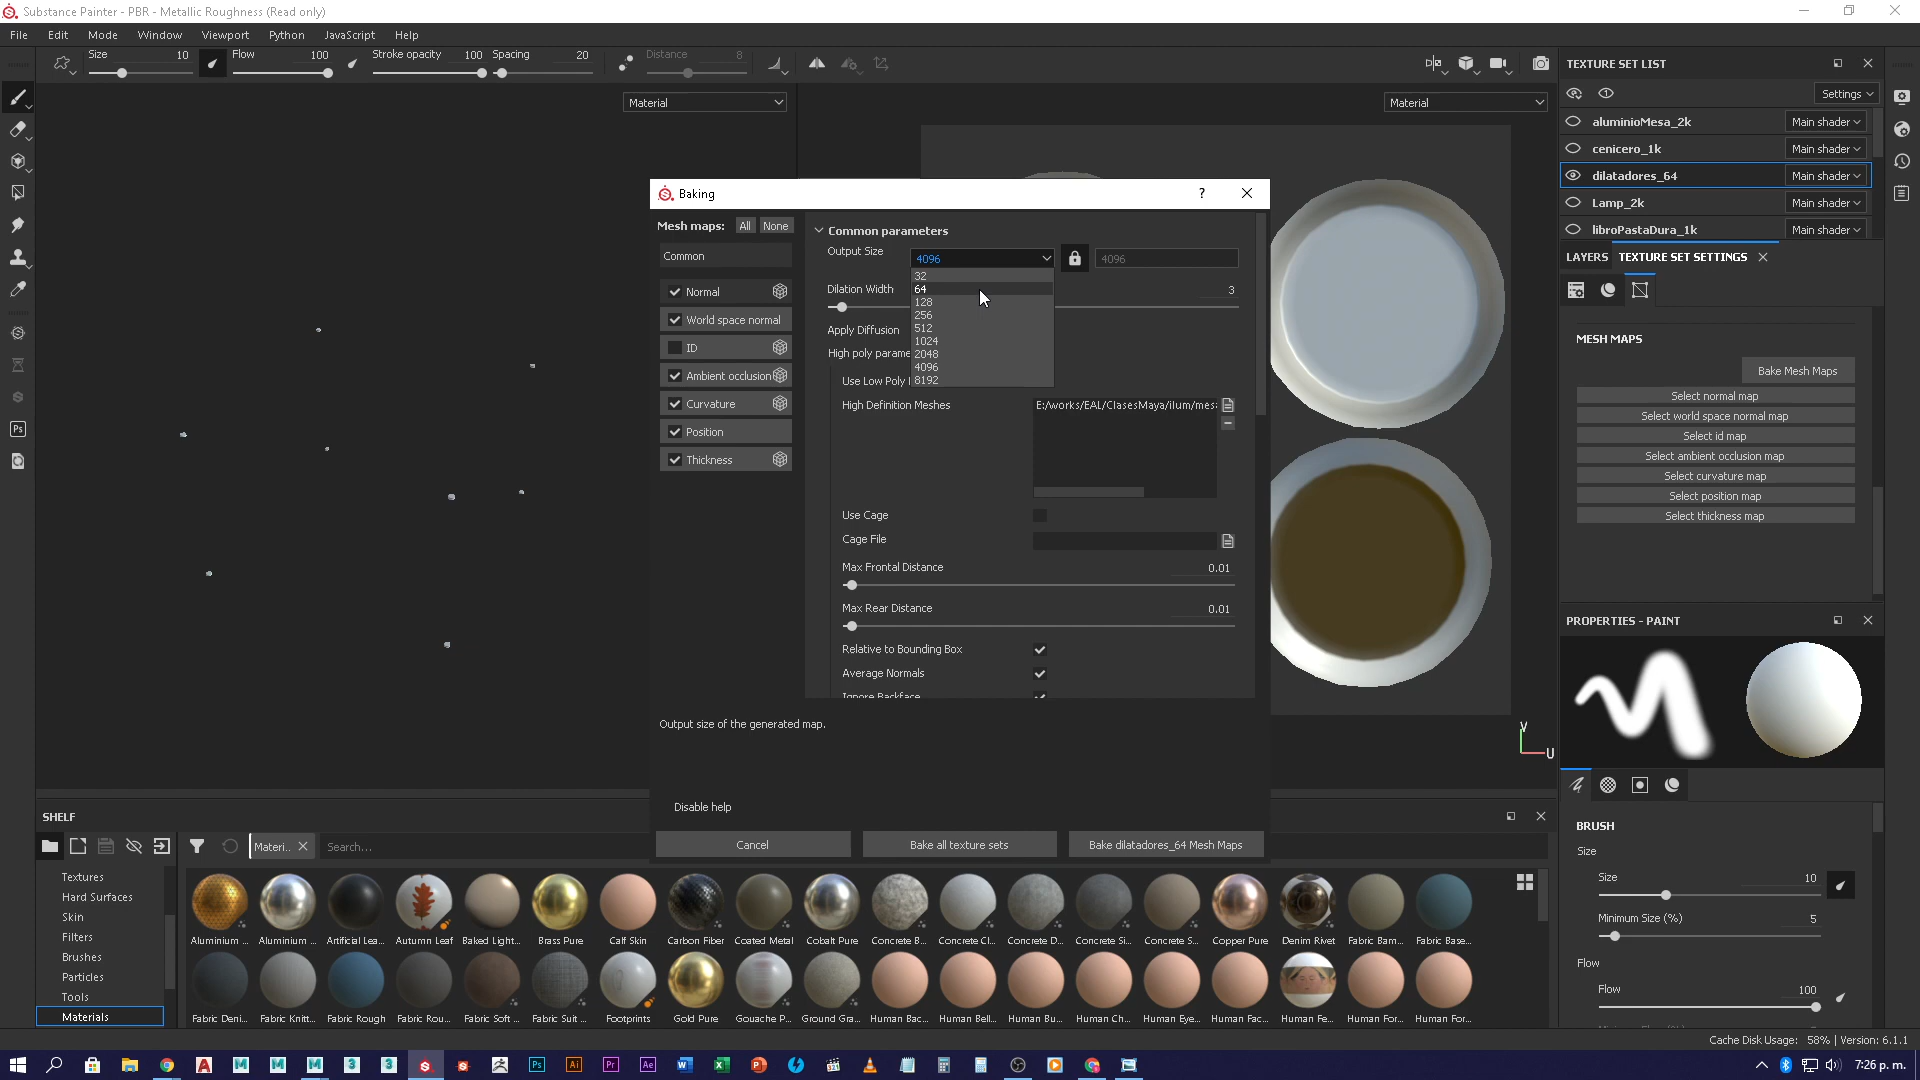 Substance Painter - PBR - Metallic Roughness (Read only)
File Edit Mode Window Viewport Python JavaScript Help
Size 10 Flow 100 Stroke opacity 100 Spacing 20 Distance 8
Material
Material
TEXTURE SET LIST
Settings
aluminioMesa_2k Main shader
cenicero_1k Main shader
dilatadores_64 Main shader
Lamp_2k Main shader
libroPastaDura_1k Main shader
LAYERS TEXTURE SET SETTINGS
MESH MAPS
Bake Mesh Maps
Select normal map
Select world space normal map
Select id map
Select ambient occlusion map
Select curvature map
Select position map
Select thickness map
PROPERTIES - PAINT
BRUSH
Size
Size 10
Minimum Size (%) 5
Flow
Flow 100
Baking ?
Mesh maps: All None
Common
Normal
World space normal
ID
Ambient occlusion
Curvature
Position
Thickness
Common parameters
Output Size 4096 4096
32
64
128
256
512
1024
2048
4096
8192
Dilation Width 3
Apply Diffusion
High poly parame
Use Low Poly
High Definition Meshes E:/works/EAL/ClasesMaya/ilum/mes
Use Cage
Cage File
Max Frontal Distance 0.01
Max Rear Distance 0.01
Relative to Bounding Box
Average Normals
Ignore Backface
Output size of the generated map.
Disable help
Cancel Bake all texture sets Bake dilatadores_64 Mesh Maps
V
U
SHELF
Materi.. Search...
Textures
Hard Surfaces
Skin
Filters
Brushes
Particles
Tools
Materials
Aluminium ... Aluminium ... Artificial Lea... Autumn Leaf Baked Light... Brass Pure Calf Skin Carbon Fiber Coated Metal Cobalt Pure Concrete B... Concrete Cl... Concrete D... Concrete Si... Concrete S... Copper Pure Denim Rivet Fabric Bam... Fabric Base...
Fabric Deni... Fabric Knitt... Fabric Rough Fabric Rou... Fabric Soft ... Fabric Suit ... Footprints Gold Pure Gouache P... Ground Gra... Human Bac... Human Bell... Human Bu... Human Ch... Human Eye... Human Fac... Human Fe... Human For... Human For...
Cache Disk Usage: 58% | Version: 6.1.1
7:26 p. m.